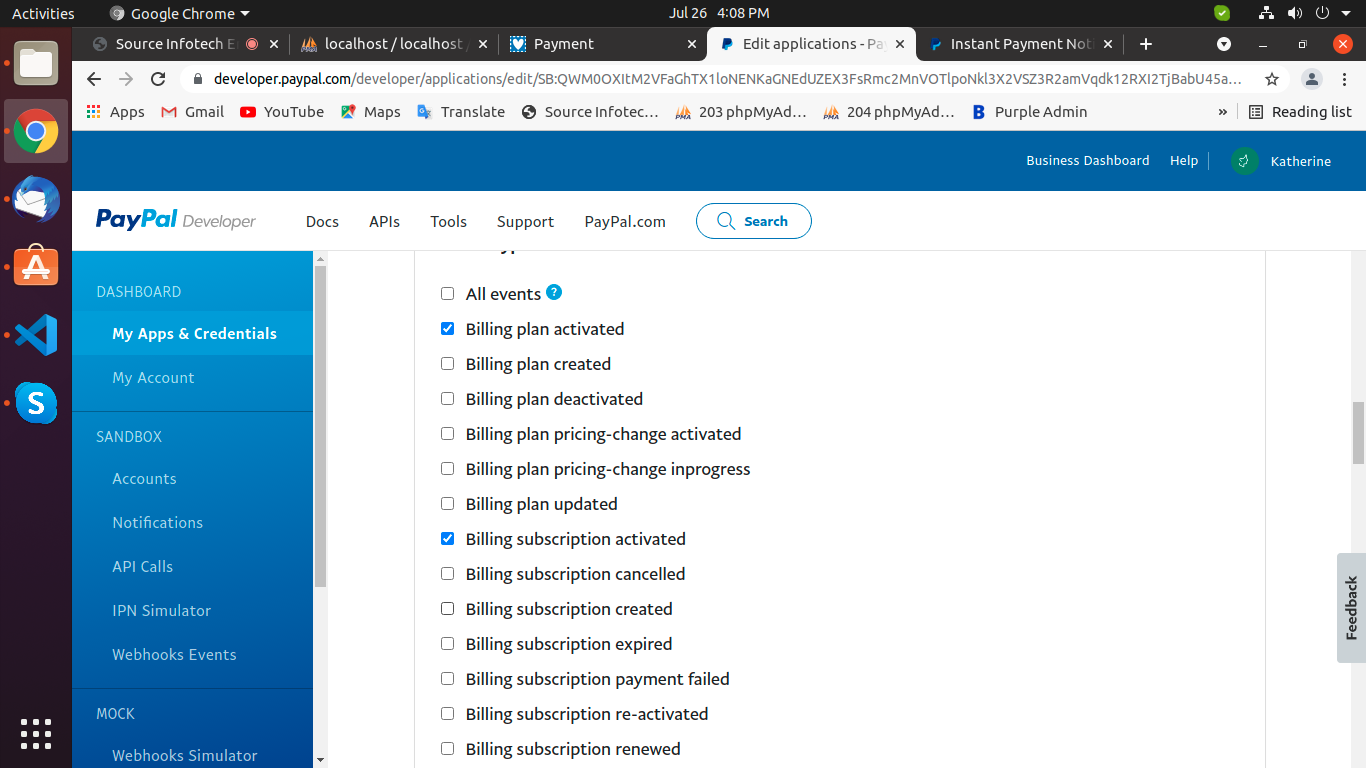 Activities
Google Chrome
Jul 26 4:08 PM
Source Infotech
localhost / localhost /
Payment
Edit applications - Pay
Instant Payment Noti
developer.paypal.com/developer/applications/edit/SB:QWM0OXItM2VFaGhTX1loNENKaGNEdUZEX3FsRmc2MnVOTlpoNkl3X2VSZ3R2amVqdk12RXI2TjBabU45a...
Apps
Gmail
YouTube
Maps
Translate
Source Infotec...
PMA
203 phpMyAd...
PMA
204 phpMyAd...
B
Purple Admin
»
Reading list
Business Dashboard
Help
Katherine
PayPal Developer
Docs
APIs
Tools
Support
PayPal.com
Search
DASHBOARD
My Apps & Credentials
My Account
SANDBOX
Accounts
Notifications
API Calls
IPN Simulator
Webhooks Events
MOCK
Webhooks Simulator
All events ?
Billing plan activated
Billing plan created
Billing plan deactivated
Billing plan pricing-change activated
Billing plan pricing-change inprogress
Billing plan updated
Billing subscription activated
Billing subscription cancelled
Billing subscription created
Billing subscription expired
Billing subscription payment failed
Billing subscription re-activated
Billing subscription renewed
Feedback